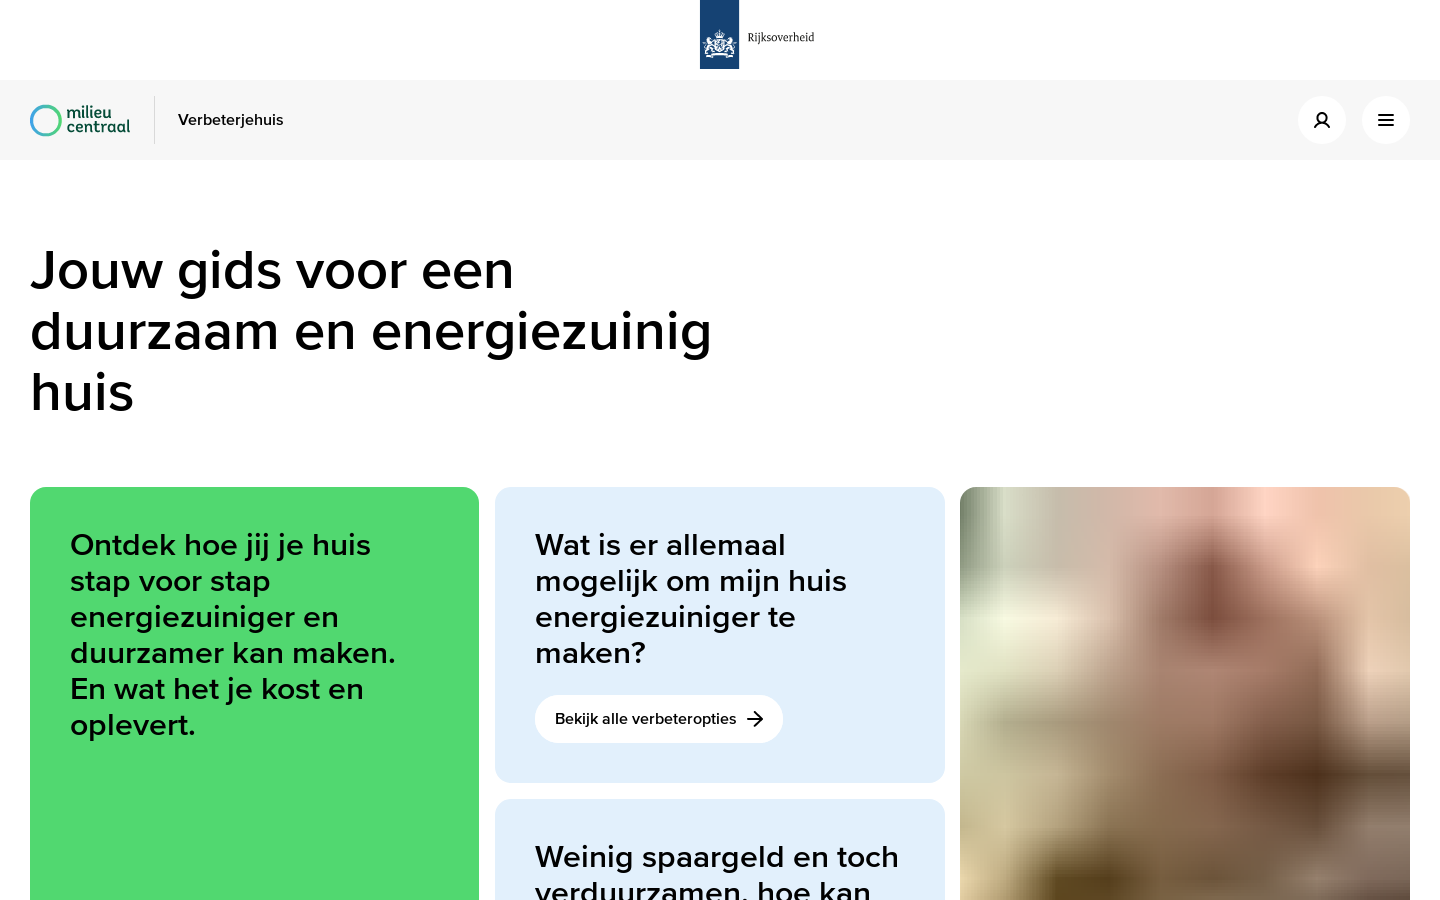 Rijksoverheid
milieu
centraal
Verbeterjehuis
Jouw gids voor een
duurzaam en energiezuinig
huis
Ontdek hoe jij je huis
stap voor stap
energiezuiniger en
duurzamer kan maken.
En wat het je kost en
oplevert.
Wat is er allemaal
mogelijk om mijn huis
energiezuiniger te
maken?
Bekijk alle verbeteropties
Weinig spaargeld en toch
verduurzamen, hoe kan